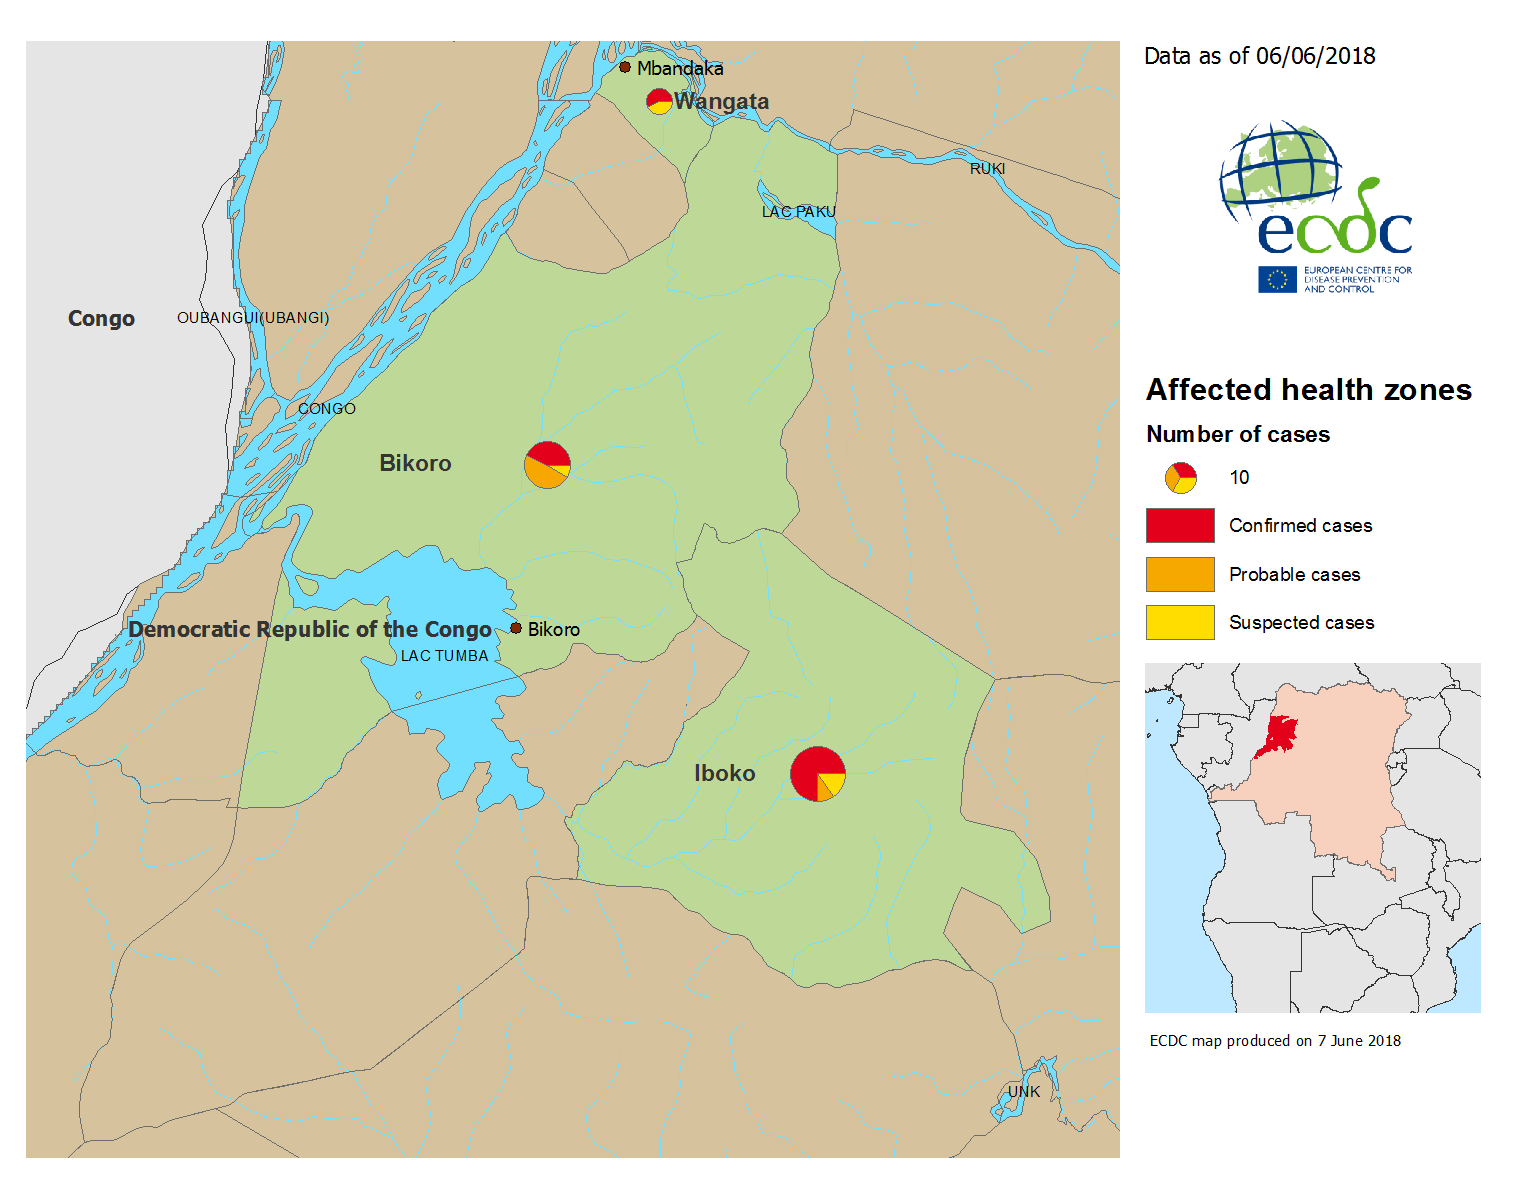 Data as of 06/06/2018
Mbandaka
Wangata
RUKI
LAC PAKU
ecdc
EUROPEAN CENTRE FOR
DISEASE PREVENTION
AND CONTROL
Congo
OUBANGUI(UBANGI)
CONGO
Bikoro
Affected health zones
Number of cases
10
Confirmed cases
Probable cases
Suspected cases
Democratic Republic of the Congo
Bikoro
LAC TUMBA
Iboko
ECDC map produced on 7 June 2018
UNK